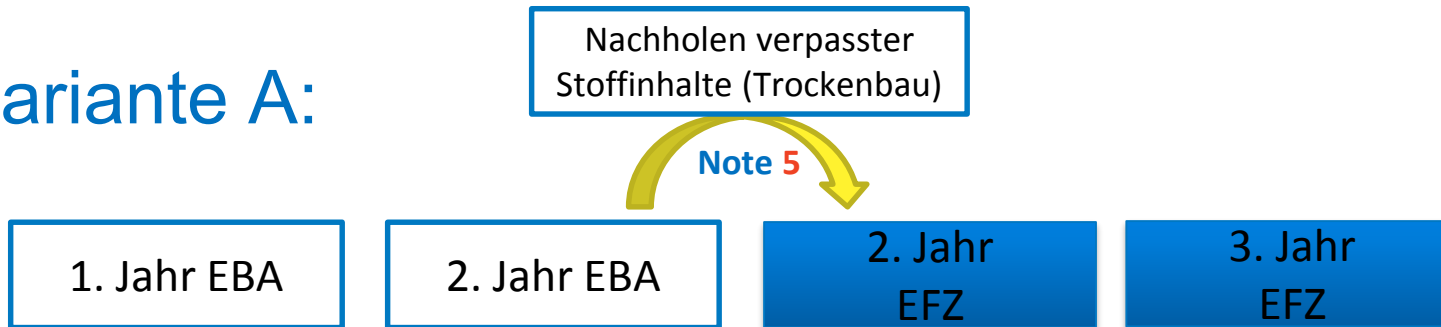 Nachholen verpasster
Stoffinhalte (Trockenbau)
ariante A:
Note 5
1. Jahr EBA
2. Jahr EBA
2. Jahr
EFZ
3. Jahr
EFZ